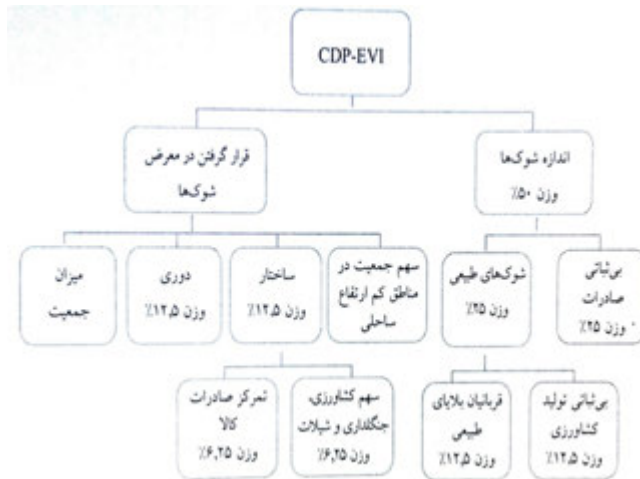 CDP-EVI
اندازه شوک‌ها
وزن ۵۰٪
قرار گرفتن در معرض
شوک‌ها
بی‌ثباتی
صادرات
وزن ۲۵٪
شوک‌های طبیعی
وزن ۲۵٪
سهم جمعیت در
مناطق کم ارتفاع
ساحلی
ساختار
وزن ۱۲,۵٪
دوری
وزن ۱۲,۵٪
میزان
جمعیت
بی‌ثباتی تولید
کشاورزی
وزن ۱۲,۵٪
قربانیان بلایای
طبیعی
وزن ۱۲,۵٪
سهم کشاورزی،
جنگلداری و شیلات
وزن ۶,۲۵٪
تمرکز صادرات
کالا
وزن ۶,۲۵٪